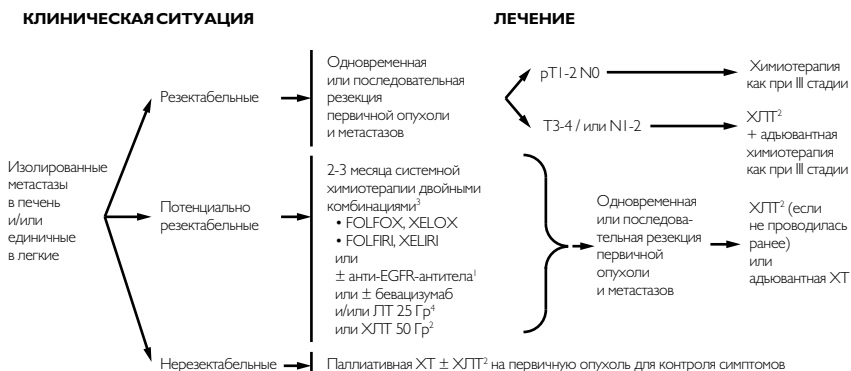 КЛИНИЧЕСКАЯ СИТУАЦИЯ
ЛЕЧЕНИЕ
Изолированные
метастазы
в печень
и/или
единичные
в легкие
Резектабельные
Одновременная
или последовательная
резекция
первичной опухоли
и метастазов
pT1-2 N0
Химиотерапия
как при III стадии
T3-4 / или N1-2
ХЛТ²
+ адьювантная
химиотерапия
как при III стадии
Потенциально
резектабельные
2-3 месяца системной
химиотерапии двойными
комбинациями³
• FOLFOX, XELOX
• FOLFIRI, XELIRI
или
± анти-EGFR-антитела¹
или ± бевацизумаб
и/или ЛТ 25 Гр⁴
или ХЛТ 50 Гр²
Одновременная
или последова-
тельная резекция
первичной
опухоли
и метастазов
ХЛТ² (если
не проводилась
ранее)
или
адьювантная ХТ
Нерезектабельные
Паллиативная ХТ ± ХЛТ² на первичную опухоль для контроля симптомов